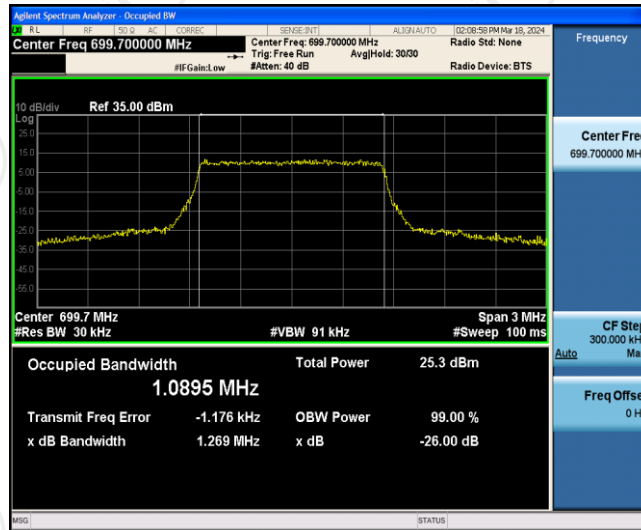 Agilent Spectrum Analyzer - Occupied BW
RL RF 50 Ω AC CORREC SENSE:INT ALIGN AUTO 02:08:58 PM Mar 18, 2024
Center Freq 699.700000 MHz
Center Freq: 699.700000 MHz
Radio Std: None
Trig: Free Run Avg|Hold: 30/30
#IFGain:Low
#Atten: 40 dB
Radio Device: BTS
10 dB/div Ref 35.00 dBm
Log
25.0
15.0
5.00
-5.00
-15.0
-25.0
-35.0
-45.0
-55.0
Center 699.7 MHz
Span 3 MHz
#Res BW 30 kHz
#VBW 91 kHz
#Sweep 100 ms
Occupied Bandwidth
Total Power 25.3 dBm
1.0895 MHz
Transmit Freq Error -1.176 kHz
OBW Power 99.00 %
x dB Bandwidth 1.269 MHz
x dB -26.00 dB
MSG
STATUS
Frequency
Center Fre
699.700000 MH
CF Step
300.000 kH
Auto Ma
Freq Offse
0 H